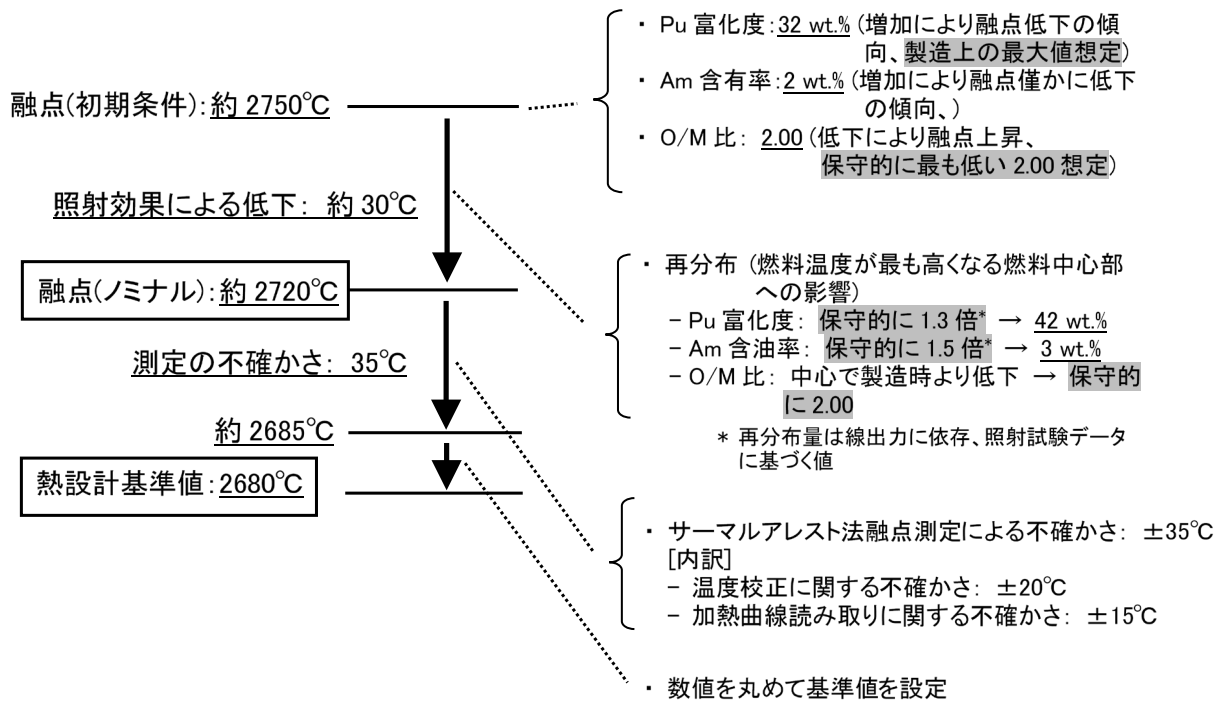 融点(初期条件):約 2750℃
照射効果による低下: 約 30℃
融点(ノミナル):約 2720℃
測定の不確かさ: 35℃
約 2685℃
熱設計基準値:2680℃
・ Pu 富化度:32 wt.% (増加により融点低下の傾
向、製造上の最大値想定)
・ Am 含有率:2 wt.% (増加により融点僅かに低下
の傾向、)
・ O/M 比: 2.00 (低下により融点上昇、
保守的に最も低い 2.00 想定)
・ 再分布 (燃料温度が最も高くなる燃料中心部
への影響)
− Pu 富化度: 保守的に 1.3 倍* → 42 wt.%
− Am 含油率: 保守的に 1.5 倍* → 3 wt.%
− O/M 比: 中心で製造時より低下 → 保守的
に 2.00
* 再分布量は線出力に依存、照射試験データ
に基づく値
・ サーマルアレスト法融点測定による不確かさ: ±35℃
[内訳]
− 温度校正に関する不確かさ: ±20℃
− 加熱曲線読み取りに関する不確かさ: ±15℃
・ 数値を丸めて基準値を設定